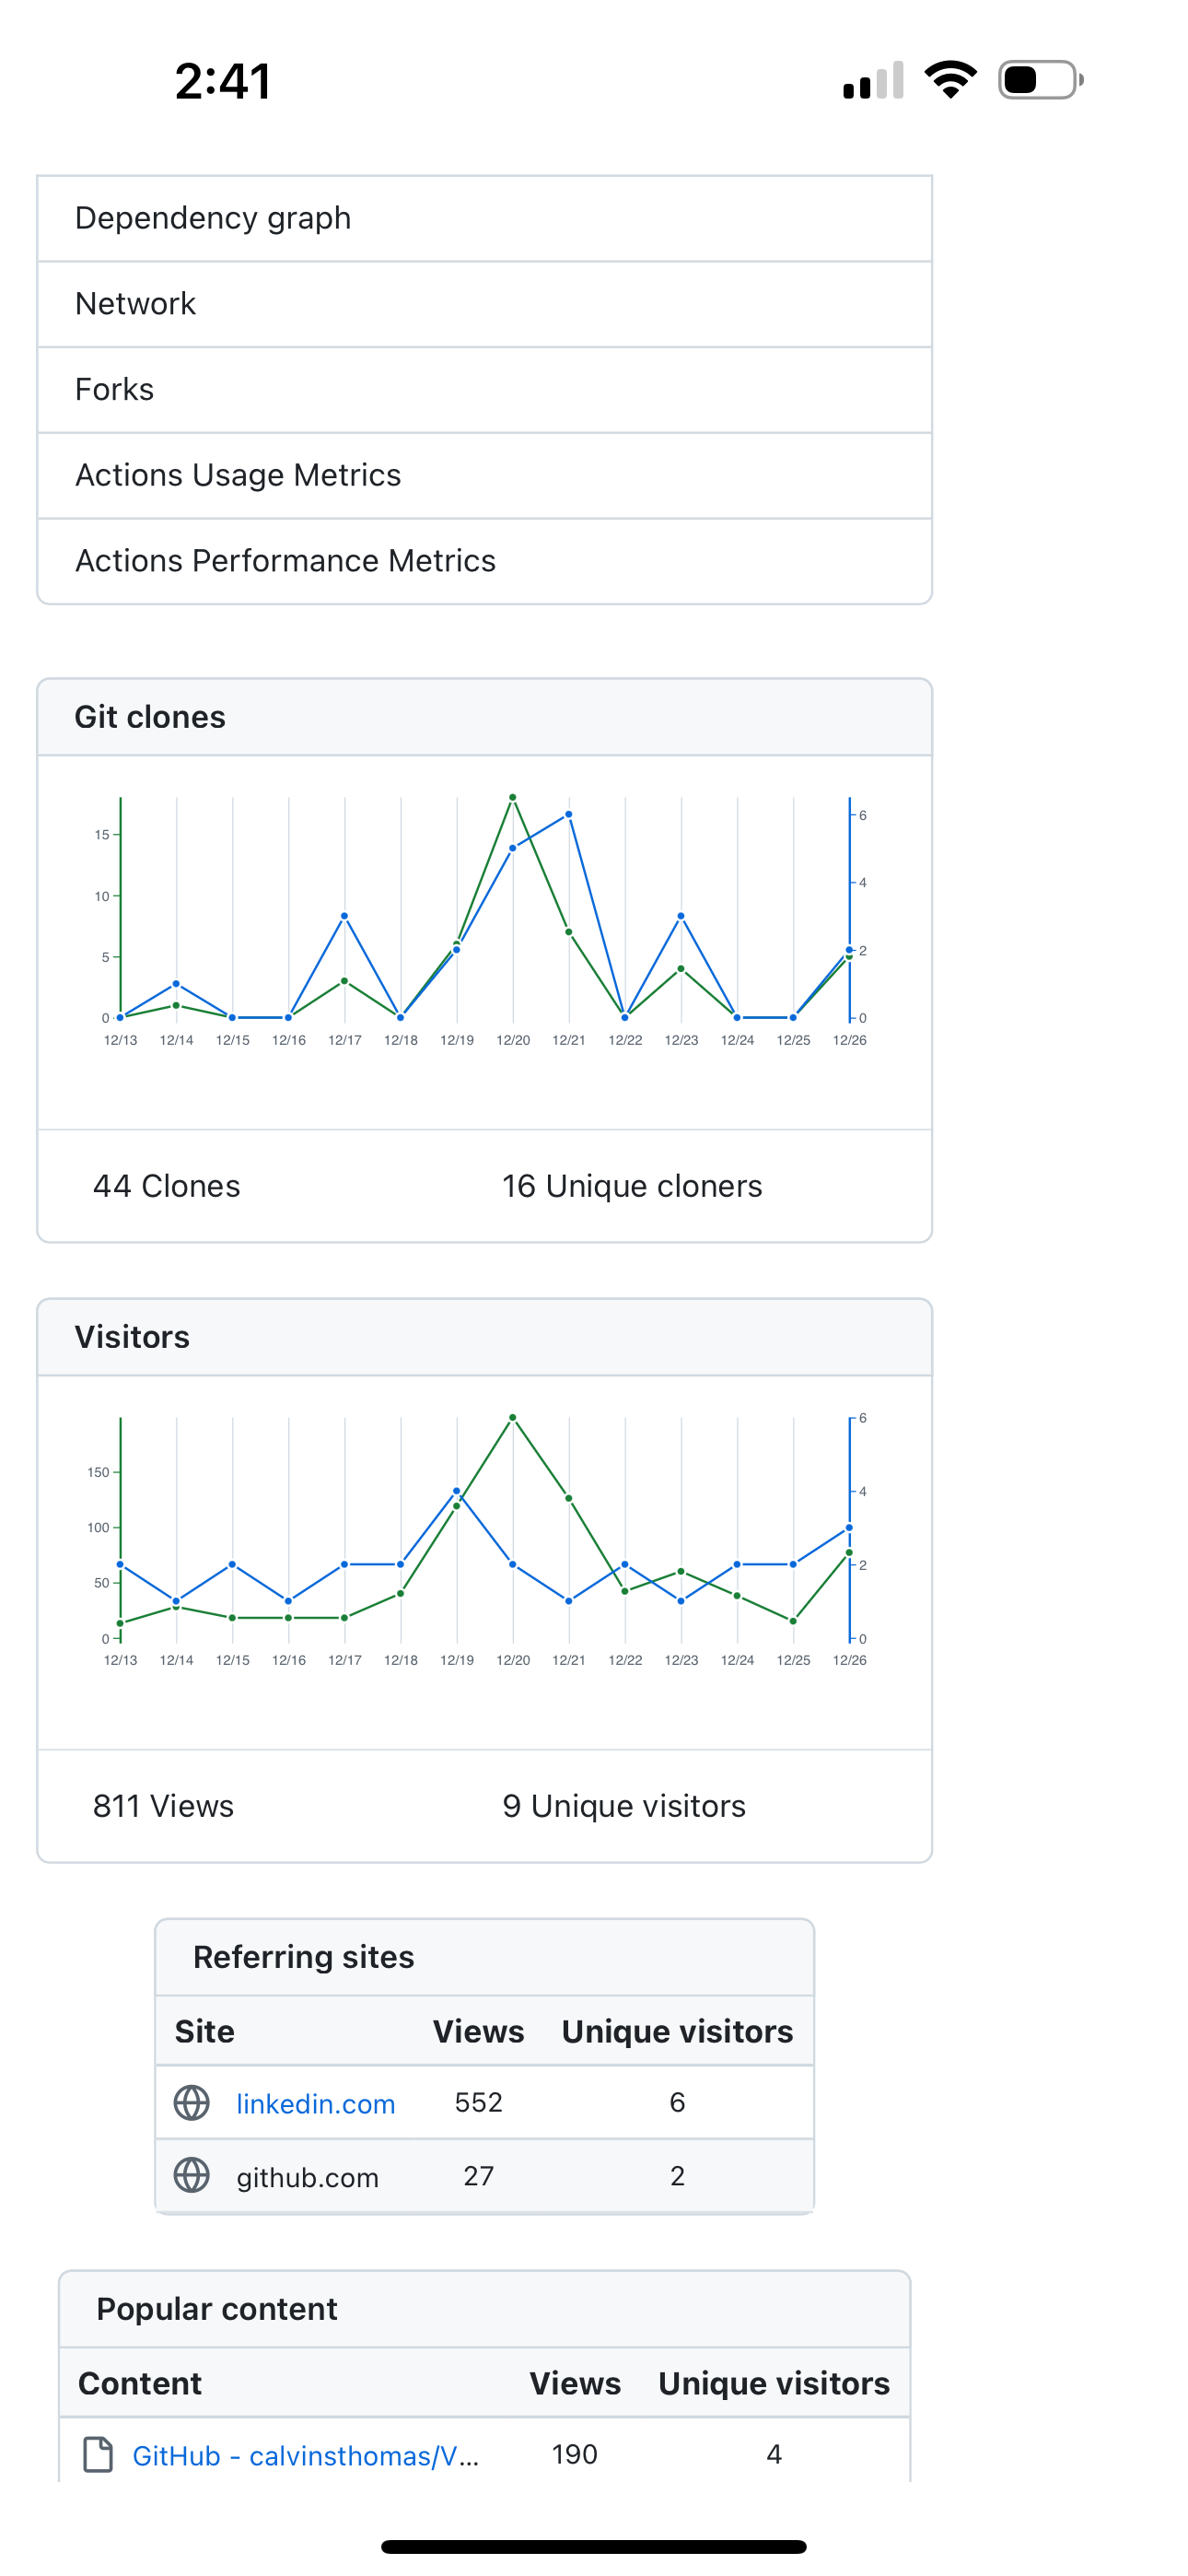 2:41
Dependency graph
Network
Forks
Actions Usage Metrics
Actions Performance Metrics
Git clones
15
10
5
0
6
4
2
0
12/13 12/14 12/15 12/16 12/17 12/18 12/19 12/20 12/21 12/22 12/23 12/24 12/25 12/26
44 Clones 16 Unique cloners
Visitors
150
100
50
0
6
4
2
0
12/13 12/14 12/15 12/16 12/17 12/18 12/19 12/20 12/21 12/22 12/23 12/24 12/25 12/26
811 Views 9 Unique visitors
Referring sites
Site Views Unique visitors
linkedin.com 552 6
github.com 27 2
Popular content
Content Views Unique visitors
GitHub - calvinsthomas/V... 190 4